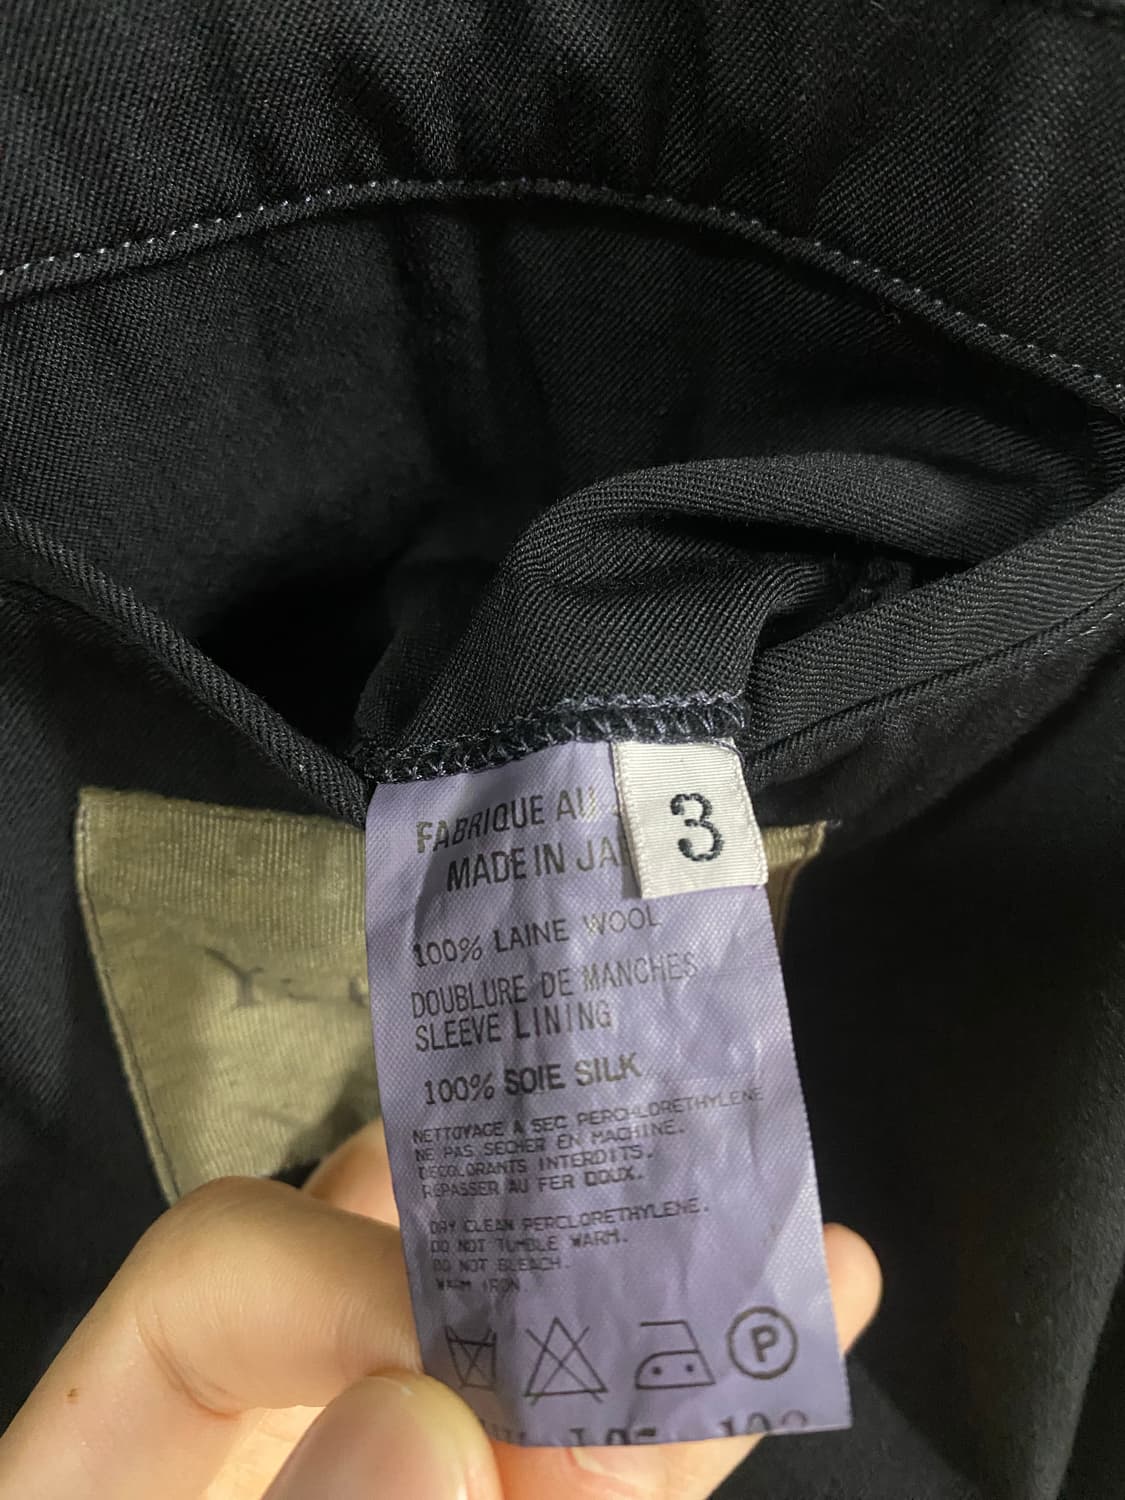 FABRIQUE AU
MADE IN JA
3
100% LAINE WOOL
DOUBLURE DE MANCHES
SLEEVE LINING
100% SOIE SILK
NETTOYAGE A SEC PERCHLORETHYLENE
NE PAS SECHER EN MACHINE.
DECOLORANTS INTERDITS.
REPASSER AU FER DOUX.
DRY CLEAN PERCLORETHYLENE.
DO NOT TUMBLE WARM.
DO NOT BLEACH.
WARM IRON.
P